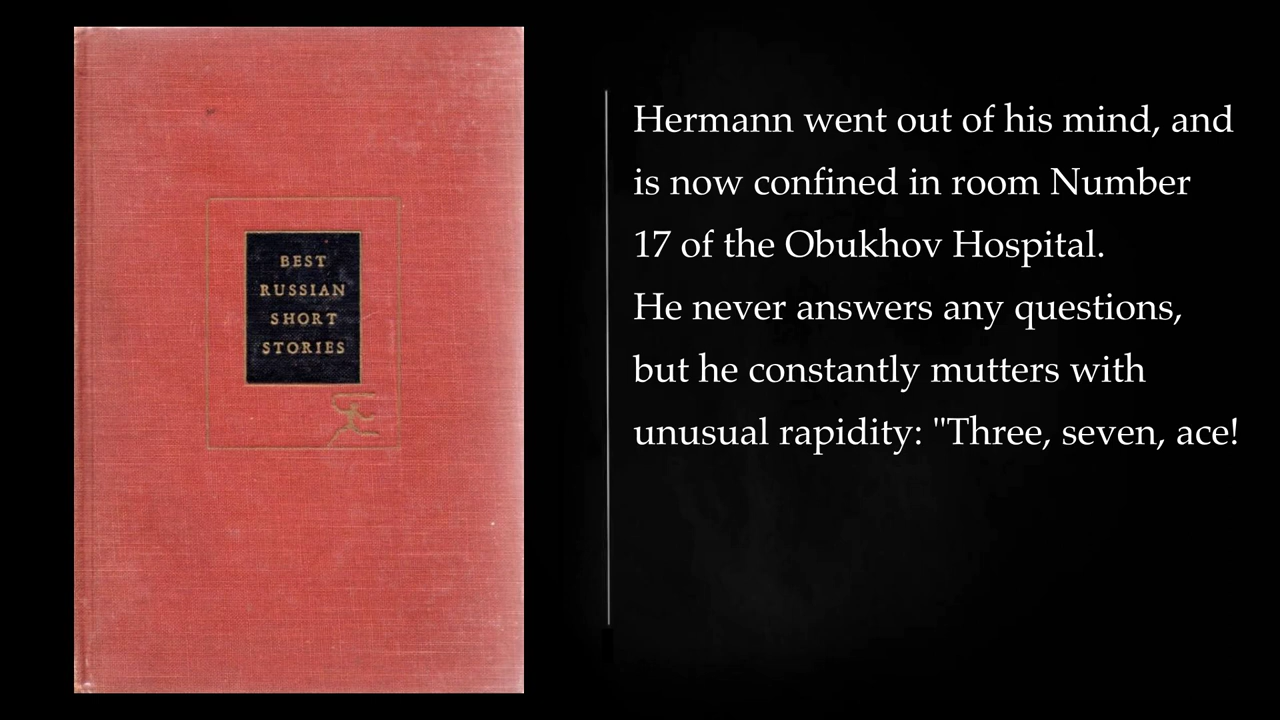 BEST
RUSSIAN
SHORT
STORIES
Hermann went out of his mind, and
is now confined in room Number
17 of the Obukhov Hospital.
He never answers any questions,
but he constantly mutters with
unusual rapidity: "Three, seven, ace!